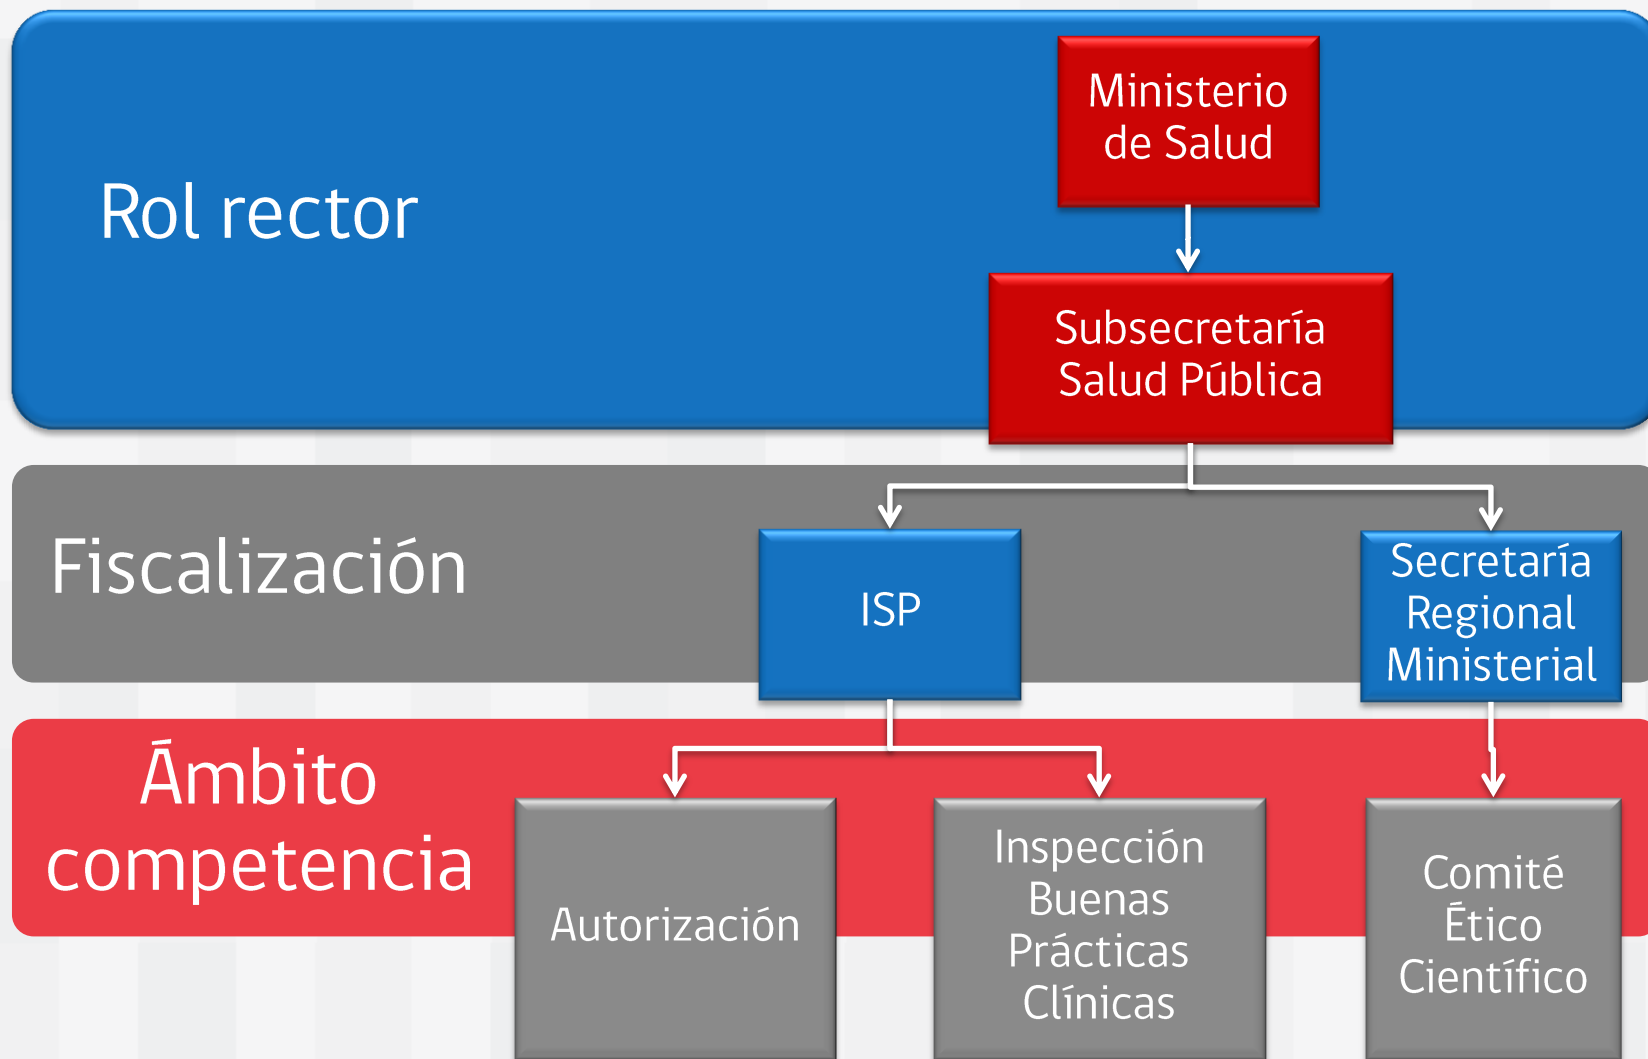 Rol rector
Ministerio
de Salud
Subsecretaría
Salud Pública
Fiscalización
ISP
Secretaría
Regional
Ministerial
Ámbito
competencia
Autorización
Inspección
Buenas
Prácticas
Clínicas
Comité
Ético
Científico